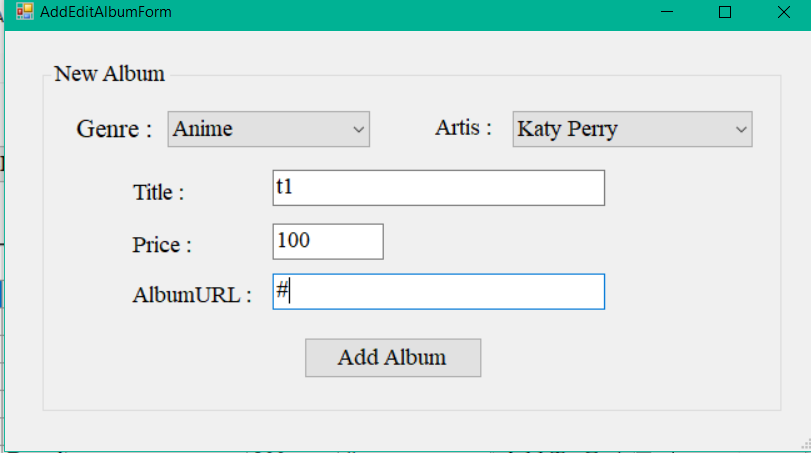 AddEditAlbumForm
New Album
Genre : Anime Artis : Katy Perry
Title : t1
Price : 100
AlbumURL : #
Add Album